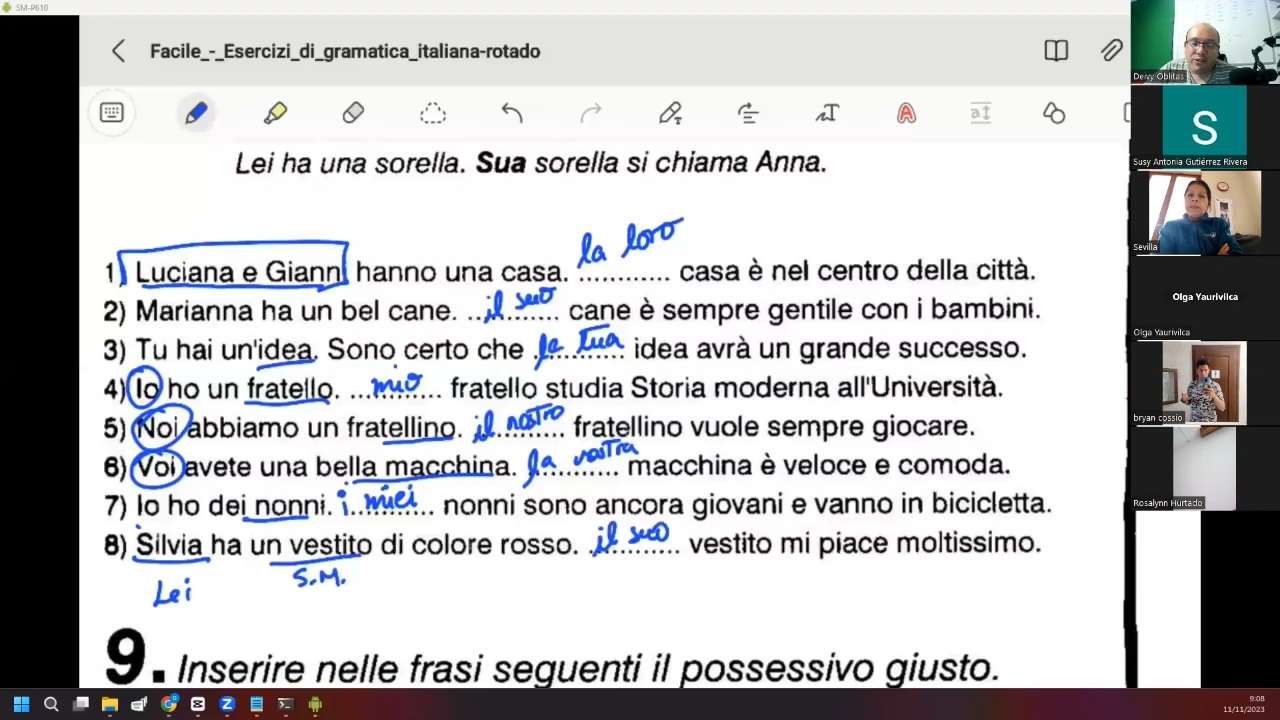 SM-P610
Facile_-_Esercizi_di_gramatica_italiana-rotado
Lei ha una sorella. Sua sorella si chiama Anna.
1) Luciana e Giann hanno una casa. la loro casa è nel centro della città.
2) Marianna ha un bel cane. il suo cane è sempre gentile con i bambini.
3) Tu hai un'idea. Sono certo che la tua idea avrà un grande successo.
4) Io ho un fratello. mio fratello studia Storia moderna all'Università.
5) Noi abbiamo un fratellino. il nostro fratellino vuole sempre giocare.
6) Voi avete una bella macchina. la vostra macchina è veloce e comoda.
7) Io ho dei nonni. i miei nonni sono ancora giovani e vanno in bicicletta.
8) Silvia ha un vestito di colore rosso. il suo vestito mi piace moltissimo.
Lei S.M.
9. Inserire nelle frasi seguenti il possessivo giusto.
Deivy Oblitas
S
Susy Antonia Gutiérrez Rivera
Sevilla
Olga Yaurivilca
Olga Yaurivilca
bryan cossio
Rosalynn Hurtado
9:08
11/11/2023